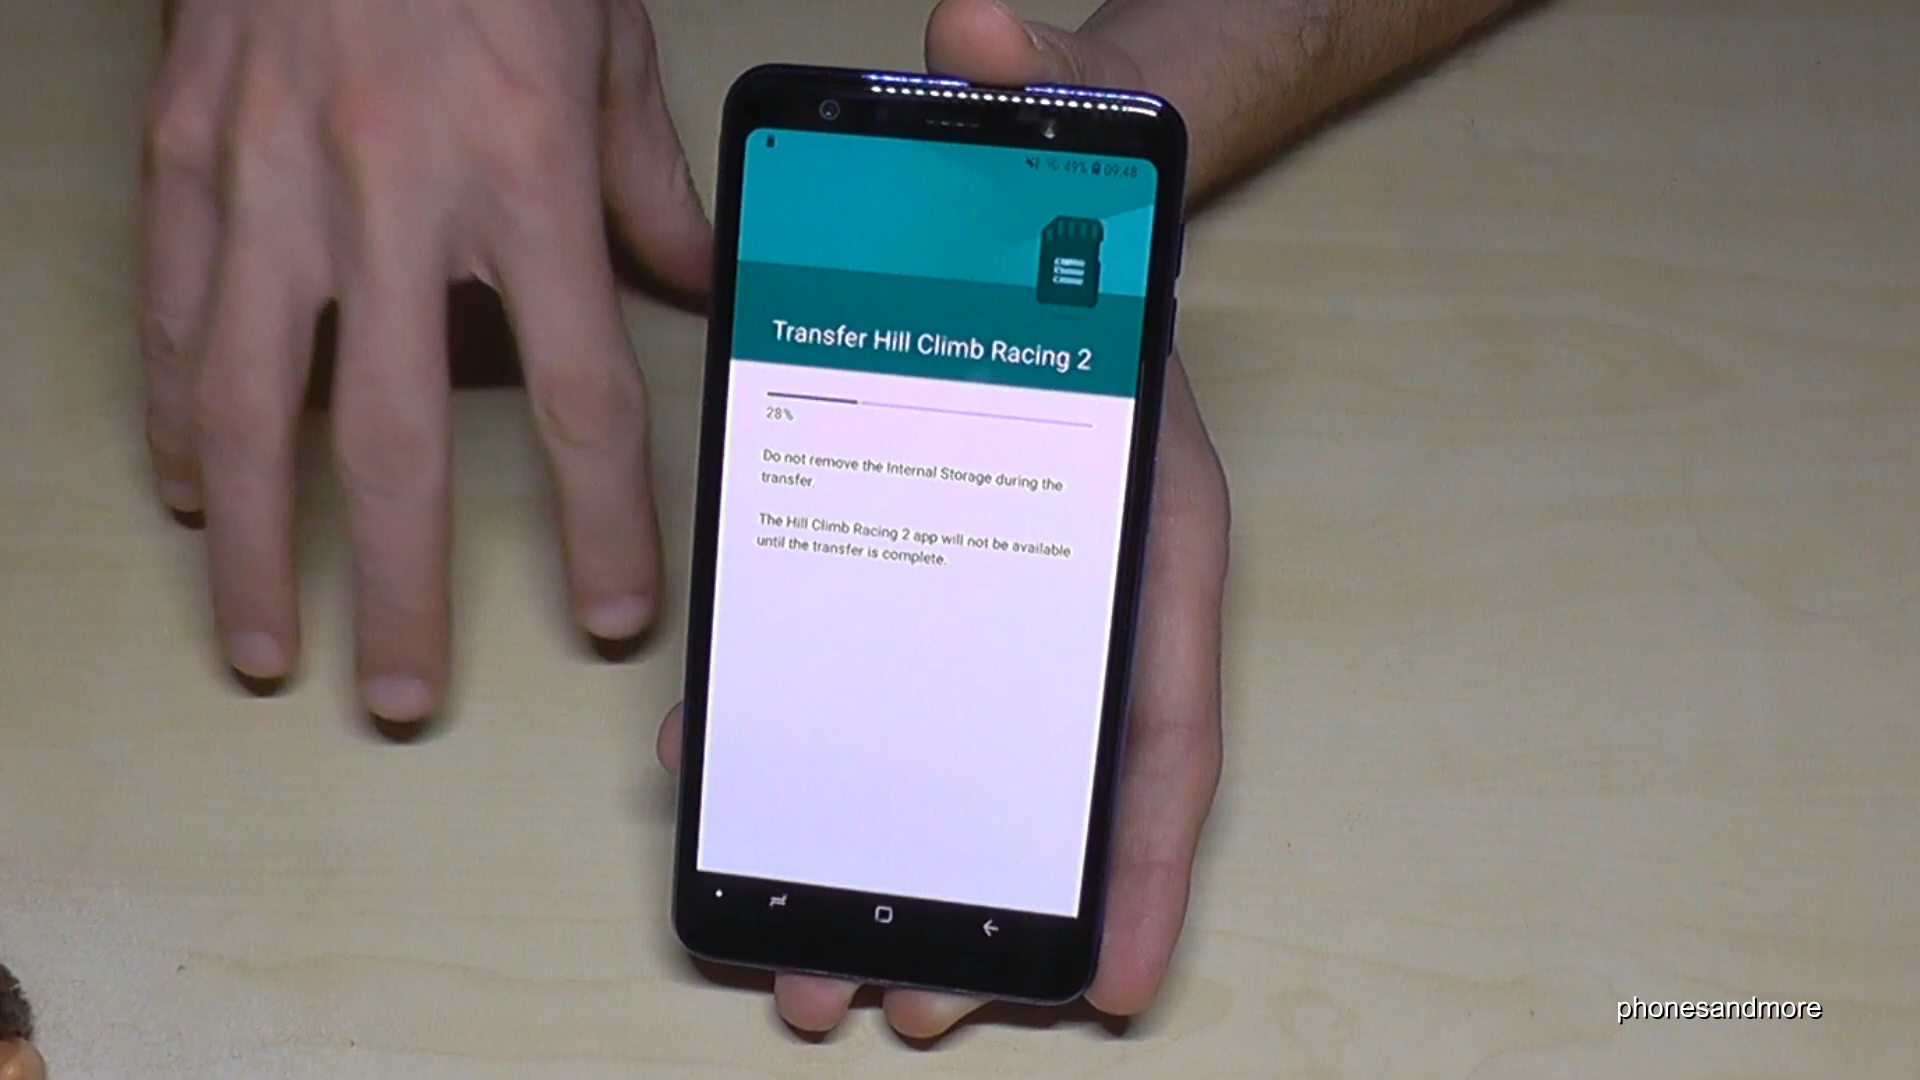 49% 09:48
Transfer Hill Climb Racing 2
28%
Do not remove the Internal Storage during the
transfer.
The Hill Climb Racing 2 app will not be available
until the transfer is complete.
phonesandmore